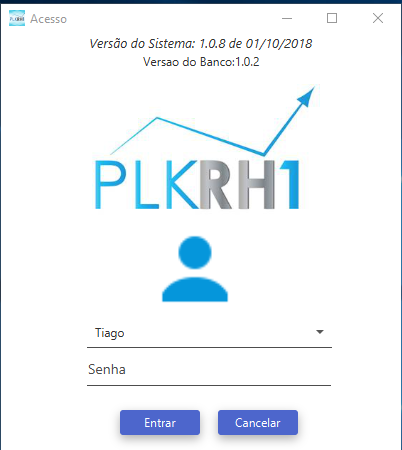 Acesso
Versão do Sistema: 1.0.8 de 01/10/2018
Versao do Banco:1.0.2
PLKRH1
Tiago
Senha
Entrar Cancelar